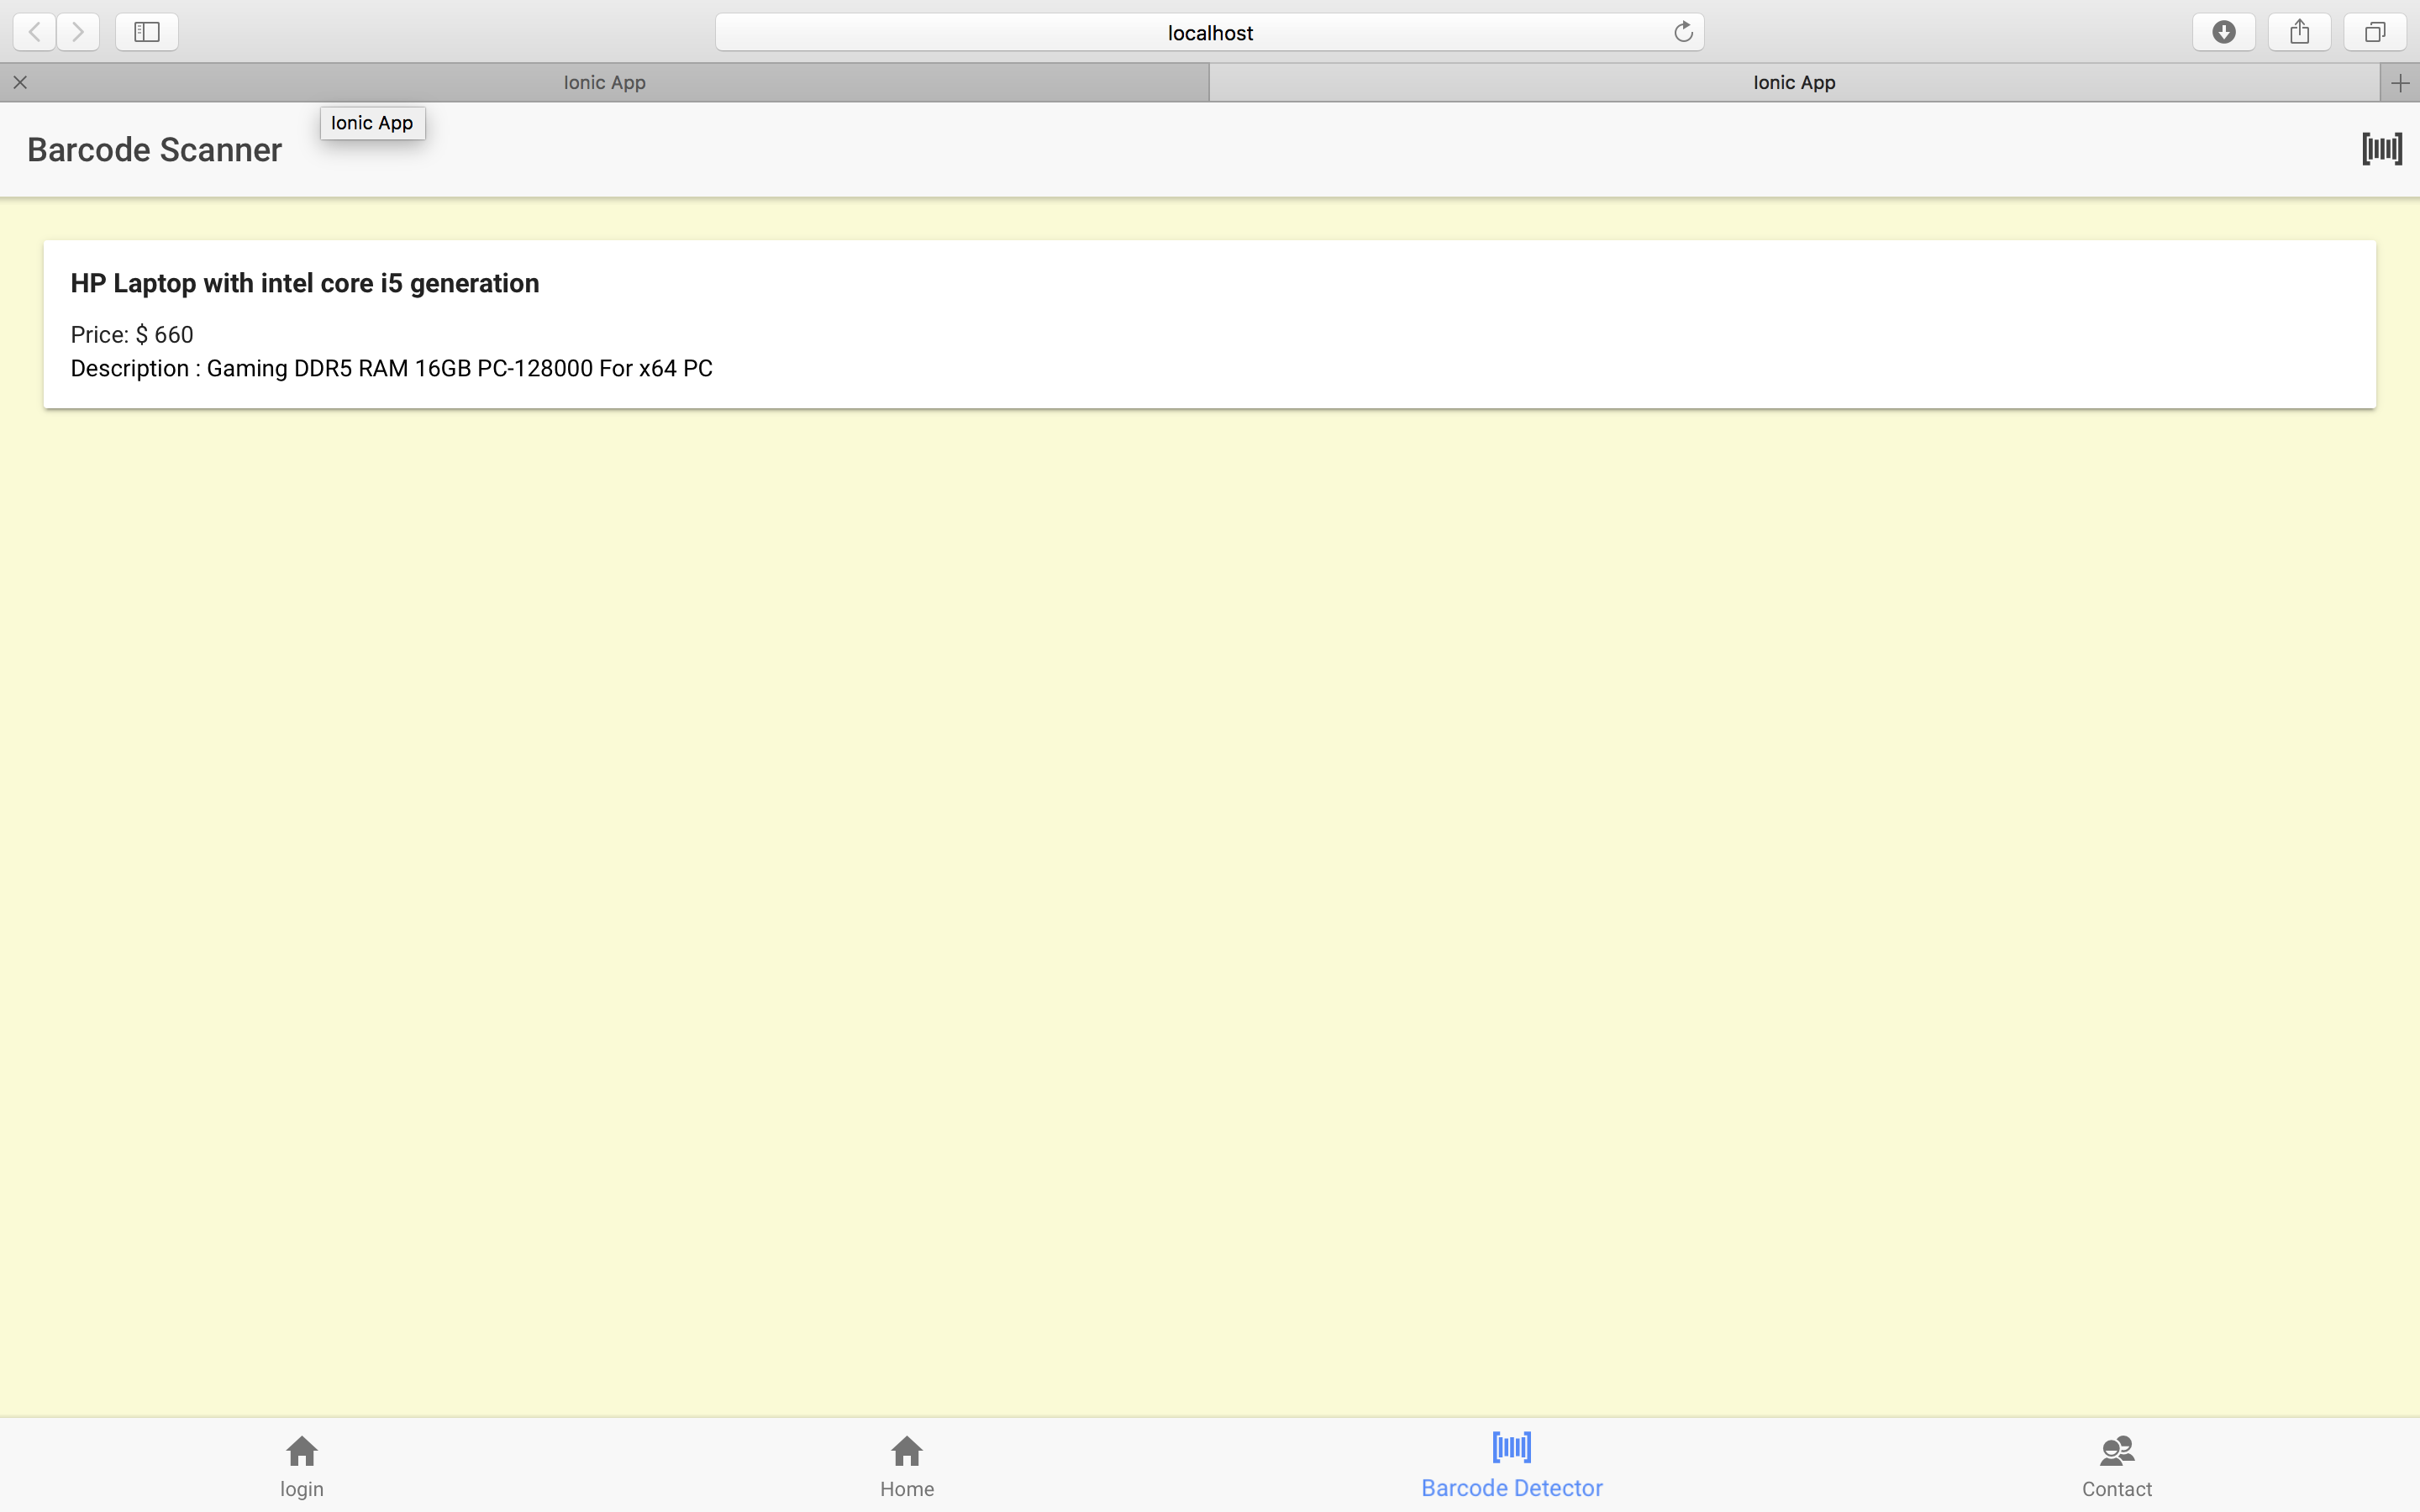 localhost
Ionic App
Ionic App
Ionic App
Barcode Scanner
HP Laptop with intel core i5 generation
Price: $ 660
Description : Gaming DDR5 RAM 16GB PC-128000 For x64 PC
login
Home
Barcode Detector
Contact